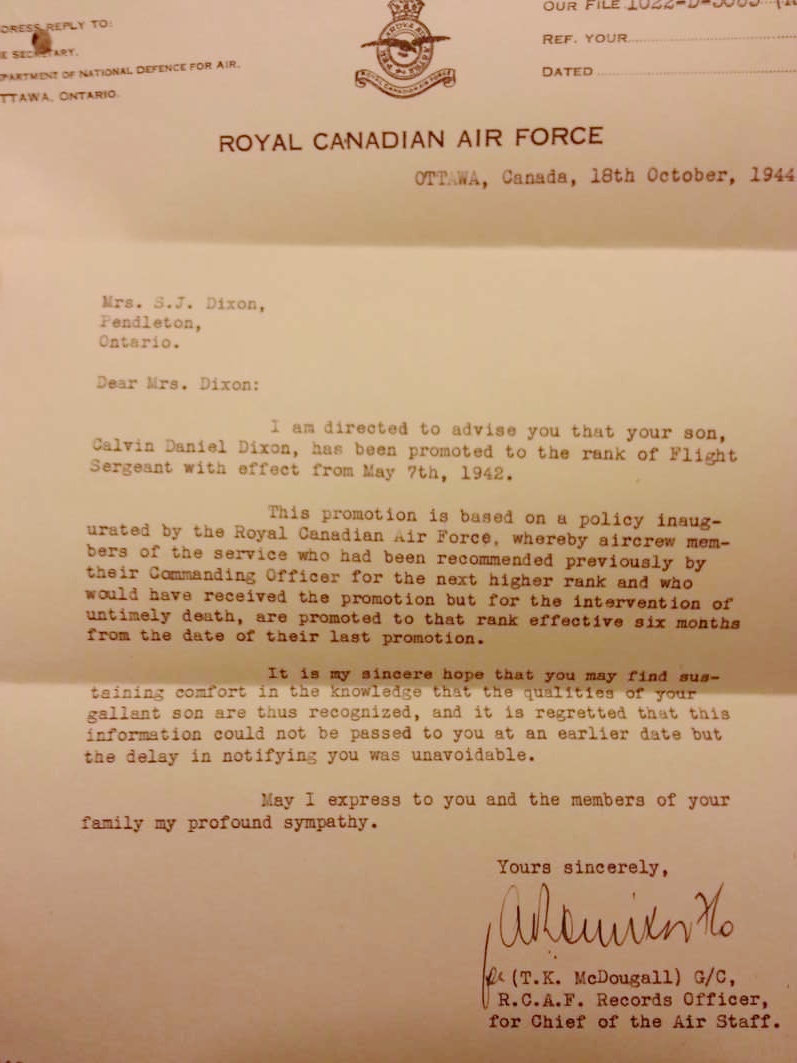 DRESS REPLY TO:
E SECRETARY.
PARTMENT OF NATIONAL DEFENCE FOR AIR.
TTAWA, ONTARIO.
OUR FILE
REF. YOUR
DATED
ROYAL CANADIAN AIR FORCE
ROYAL CANADIAN AIR FORCE
OTTAWA, Canada, 18th October, 1944
Mrs. S.J. Dixon,
Pendleton,
Ontario.
Dear Mrs. Dixon:
I am directed to advise you that your son,
Calvin Daniel Dixon, has been promoted to the rank of Flight
Sergeant with effect from May 7th, 1942.
This promotion is based on a policy inaug-
urated by the Royal Canadian Air Force, whereby aircrew mem-
bers of the service who had been recommended previously by
their Commanding Officer for the next higher rank and who
would have received the promotion but for the intervention of
untimely death, are promoted to that rank effective six months
from the date of their last promotion.
It is my sincere hope that you may find sus-
taining comfort in the knowledge that the qualities of your
gallant son are thus recognized, and it is regretted that this
information could not be passed to you at an earlier date but
the delay in notifying you was unavoidable.
May I express to you and the members of your
family my profound sympathy.
Yours sincerely,
(T.K. McDougall) G/C,
R.C.A.F. Records Officer,
for Chief of the Air Staff.